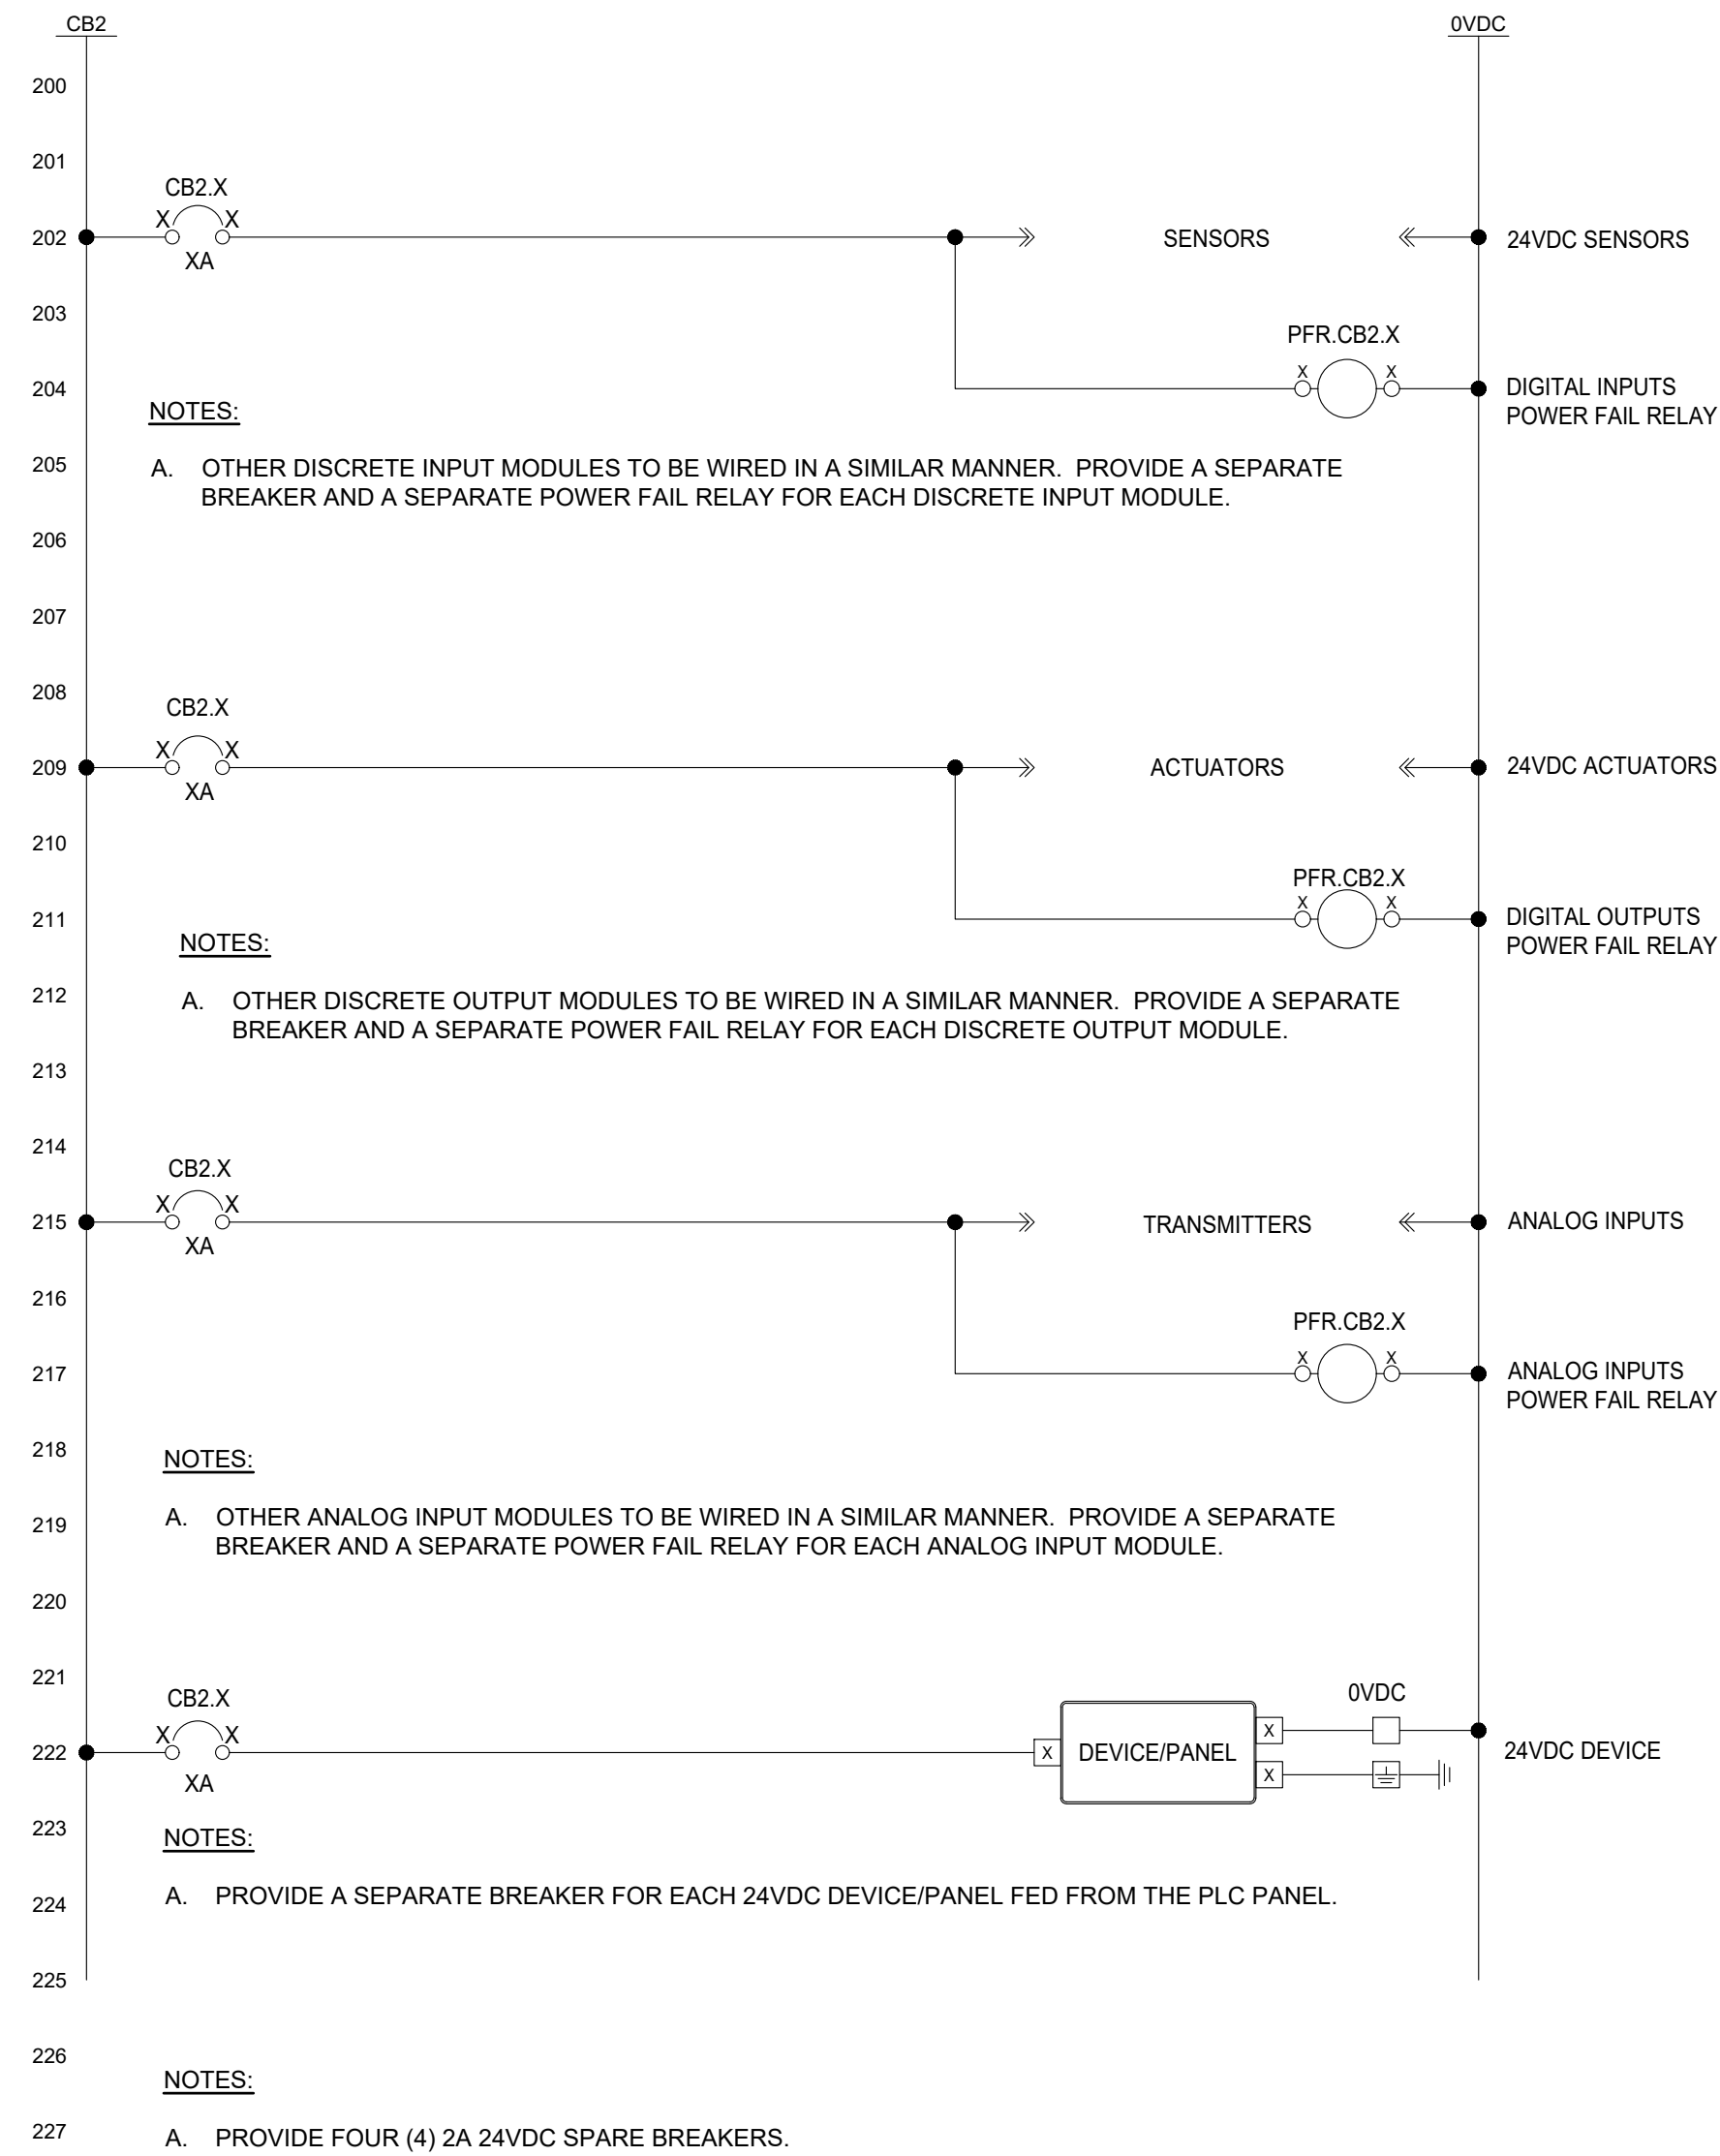 CB2 0VDC
200
201
CB2.X
X X
202 SENSORS 24VDC SENSORS
XA
203
PFR.CB2.X
X X
204 DIGITAL INPUTS
POWER FAIL RELAY
NOTES:
205 A. OTHER DISCRETE INPUT MODULES TO BE WIRED IN A SIMILAR MANNER. PROVIDE A SEPARATE
BREAKER AND A SEPARATE POWER FAIL RELAY FOR EACH DISCRETE INPUT MODULE.
206
207
208
CB2.X
X X
209 ACTUATORS 24VDC ACTUATORS
XA
210
PFR.CB2.X
X X
211 DIGITAL OUTPUTS
POWER FAIL RELAY
NOTES:
212 A. OTHER DISCRETE OUTPUT MODULES TO BE WIRED IN A SIMILAR MANNER. PROVIDE A SEPARATE
BREAKER AND A SEPARATE POWER FAIL RELAY FOR EACH DISCRETE OUTPUT MODULE.
213
214
CB2.X
X X
215 TRANSMITTERS ANALOG INPUTS
XA
216
PFR.CB2.X
X X
217 ANALOG INPUTS
POWER FAIL RELAY
218 NOTES:
219 A. OTHER ANALOG INPUT MODULES TO BE WIRED IN A SIMILAR MANNER. PROVIDE A SEPARATE
BREAKER AND A SEPARATE POWER FAIL RELAY FOR EACH ANALOG INPUT MODULE.
220
221
CB2.X 0VDC
X X X
222 X DEVICE/PANEL 24VDC DEVICE
X
XA
223 NOTES:
224 A. PROVIDE A SEPARATE BREAKER FOR EACH 24VDC DEVICE/PANEL FED FROM THE PLC PANEL.
225
226
NOTES:
227 A. PROVIDE FOUR (4) 2A 24VDC SPARE BREAKERS.